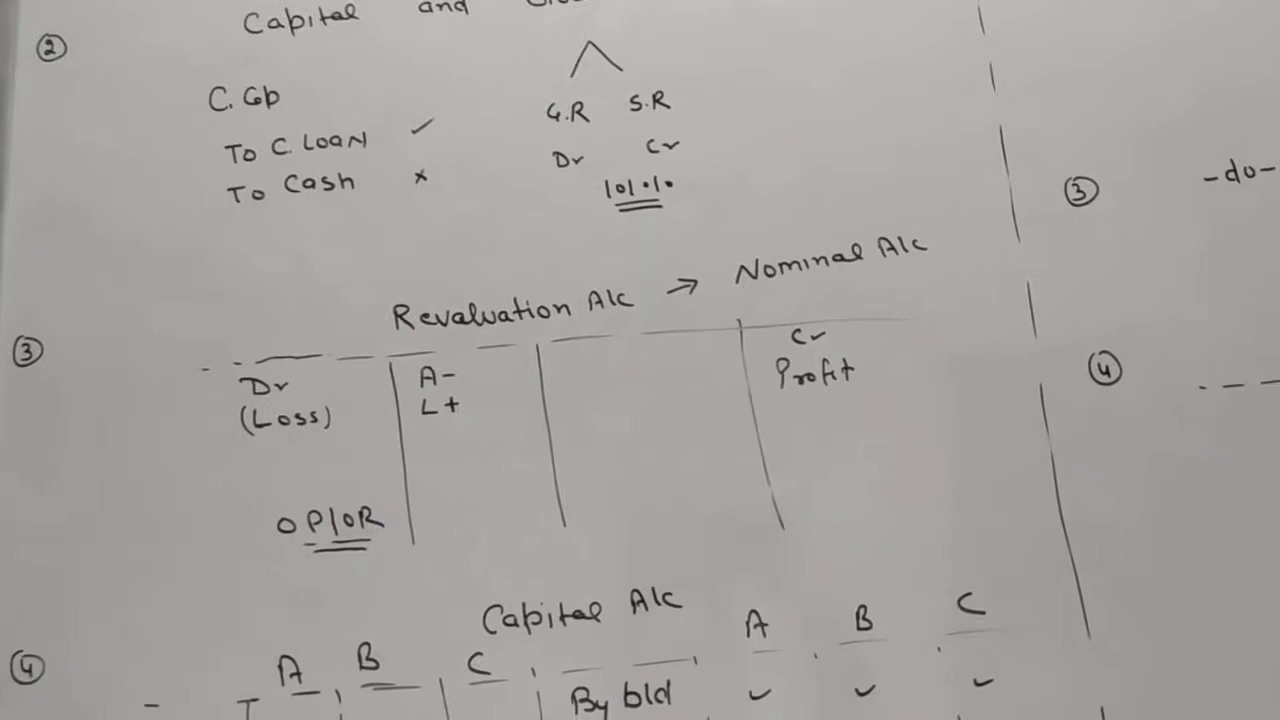 ② Capital and
C. Gb
To C. Loan ✓
To Cash ×
G.R S.R
Dr Cr
101.10.
③ Revaluation A/c → Nominal A/c
Dr A- Cr
(Loss) L+ Profit
OP/OR
④ Capital A/c
A B C A B C
T By bld ✓ ✓ ✓
③ -do-
④ - - -